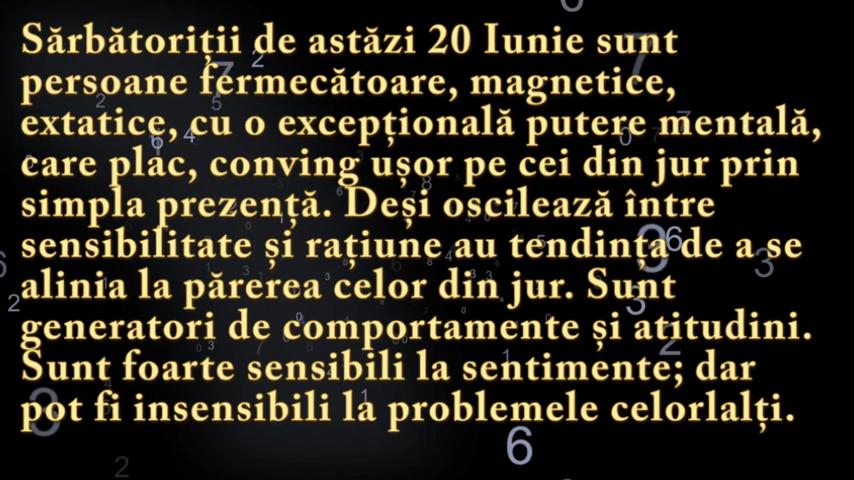 Sărbătoriții de astăzi 20 Iunie sunt
persoane fermecătoare, magnetice,
extatice, cu o excepțională putere mentală,
care plac, conving ușor pe cei din jur prin
simpla prezență. Deși oscilează între
sensibilitate și rațiune au tendința de a se
alinia la părerea celor din jur. Sunt
generatori de comportamente și atitudini.
Sunt foarte sensibili la sentimente; dar
pot fi insensibili la problemele celorlalți.